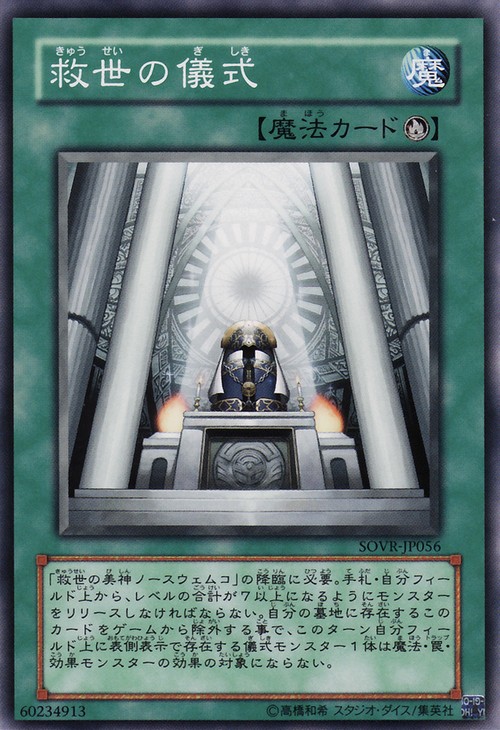 救世の儀式
魔
【魔法カード】
SOVR-JP056
「救世の美神ノースウェムコ」の降臨に必要。手札・自分フィー
ルド上から、レベルの合計が7以上になるようにモンスター
をリリースしなければならない。自分の墓地に存在するこの
カードをゲームから除外する事で、このターン自分フィール
ド上に表側表示で存在する儀式モンスター1体は魔法・罠・
効果モンスターの効果の対象にならない。
60234913
©高橋和希 スタジオ・ダイス/集英社